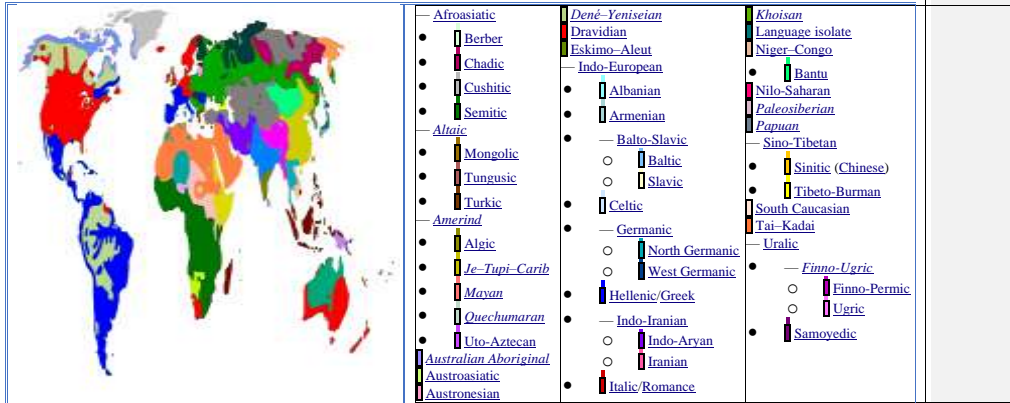 — Afroasiatic
● Berber
● Chadic
● Cushitic
● Semitic
— Altaic
● Mongolic
● Tungusic
● Turkic
— Amerind
● Algic
● Je–Tupi–Carib
● Mayan
● Quechumaran
● Uto-Aztecan
Australian Aboriginal
Austroasiatic
Austronesian
Dené–Yeniseian
Dravidian
Eskimo–Aleut
— Indo-European
● Albanian
● Armenian
● — Balto-Slavic
○ Baltic
○ Slavic
● Celtic
● — Germanic
○ North Germanic
○ West Germanic
● Hellenic/Greek
● — Indo-Iranian
○ Indo-Aryan
○ Iranian
● Italic/Romance
Khoisan
Language isolate
Niger–Congo
● Bantu
Nilo-Saharan
Paleosiberian
Papuan
— Sino-Tibetan
● Sinitic (Chinese)
● Tibeto-Burman
South Caucasian
Tai–Kadai
— Uralic
● — Finno-Ugric
○ Finno-Permic
○ Ugric
● Samoyedic